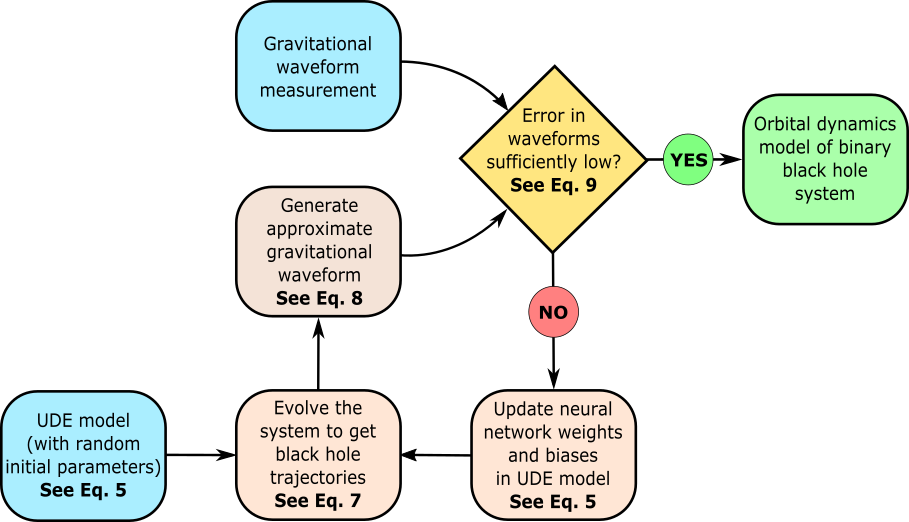 Gravitational
waveform
measurement
Error in
waveforms
sufficiently low?
See Eq. 9
YES
Orbital dynamics
model of binary
black hole
system
Generate
approximate
gravitational
waveform
See Eq. 8
NO
UDE model
(with random
initial parameters)
See Eq. 5
Evolve the
system to get
black hole
trajectories
See Eq. 7
Update neural
network weights
and biases
in UDE model
See Eq. 5